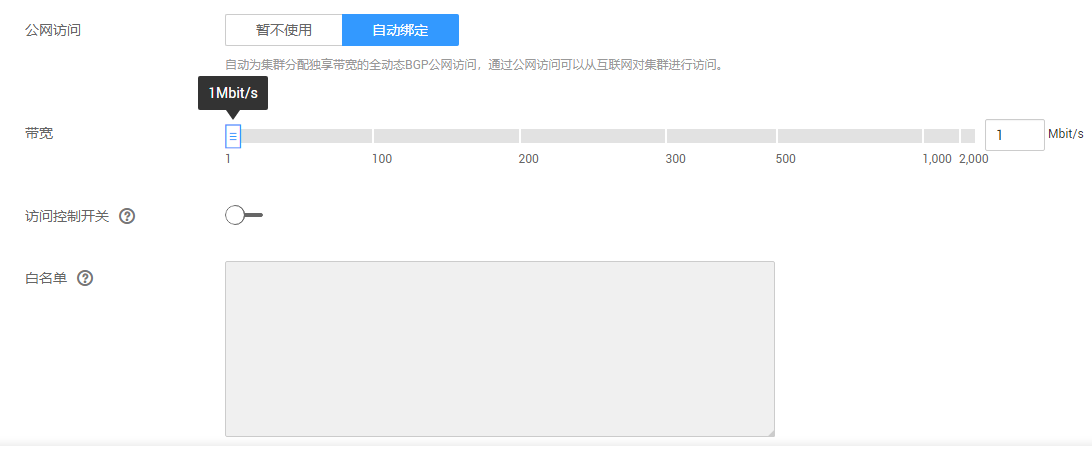 公网访问
暂不使用
自动绑定
自动为集群分配独享带宽的全动态BGP公网访问，通过公网访问可以从互联网对集群进行访问。
1Mbit/s
带宽
1
Mbit/s
1
100
200
300
500
1,000
2,000
访问控制开关 ?
白名单 ?